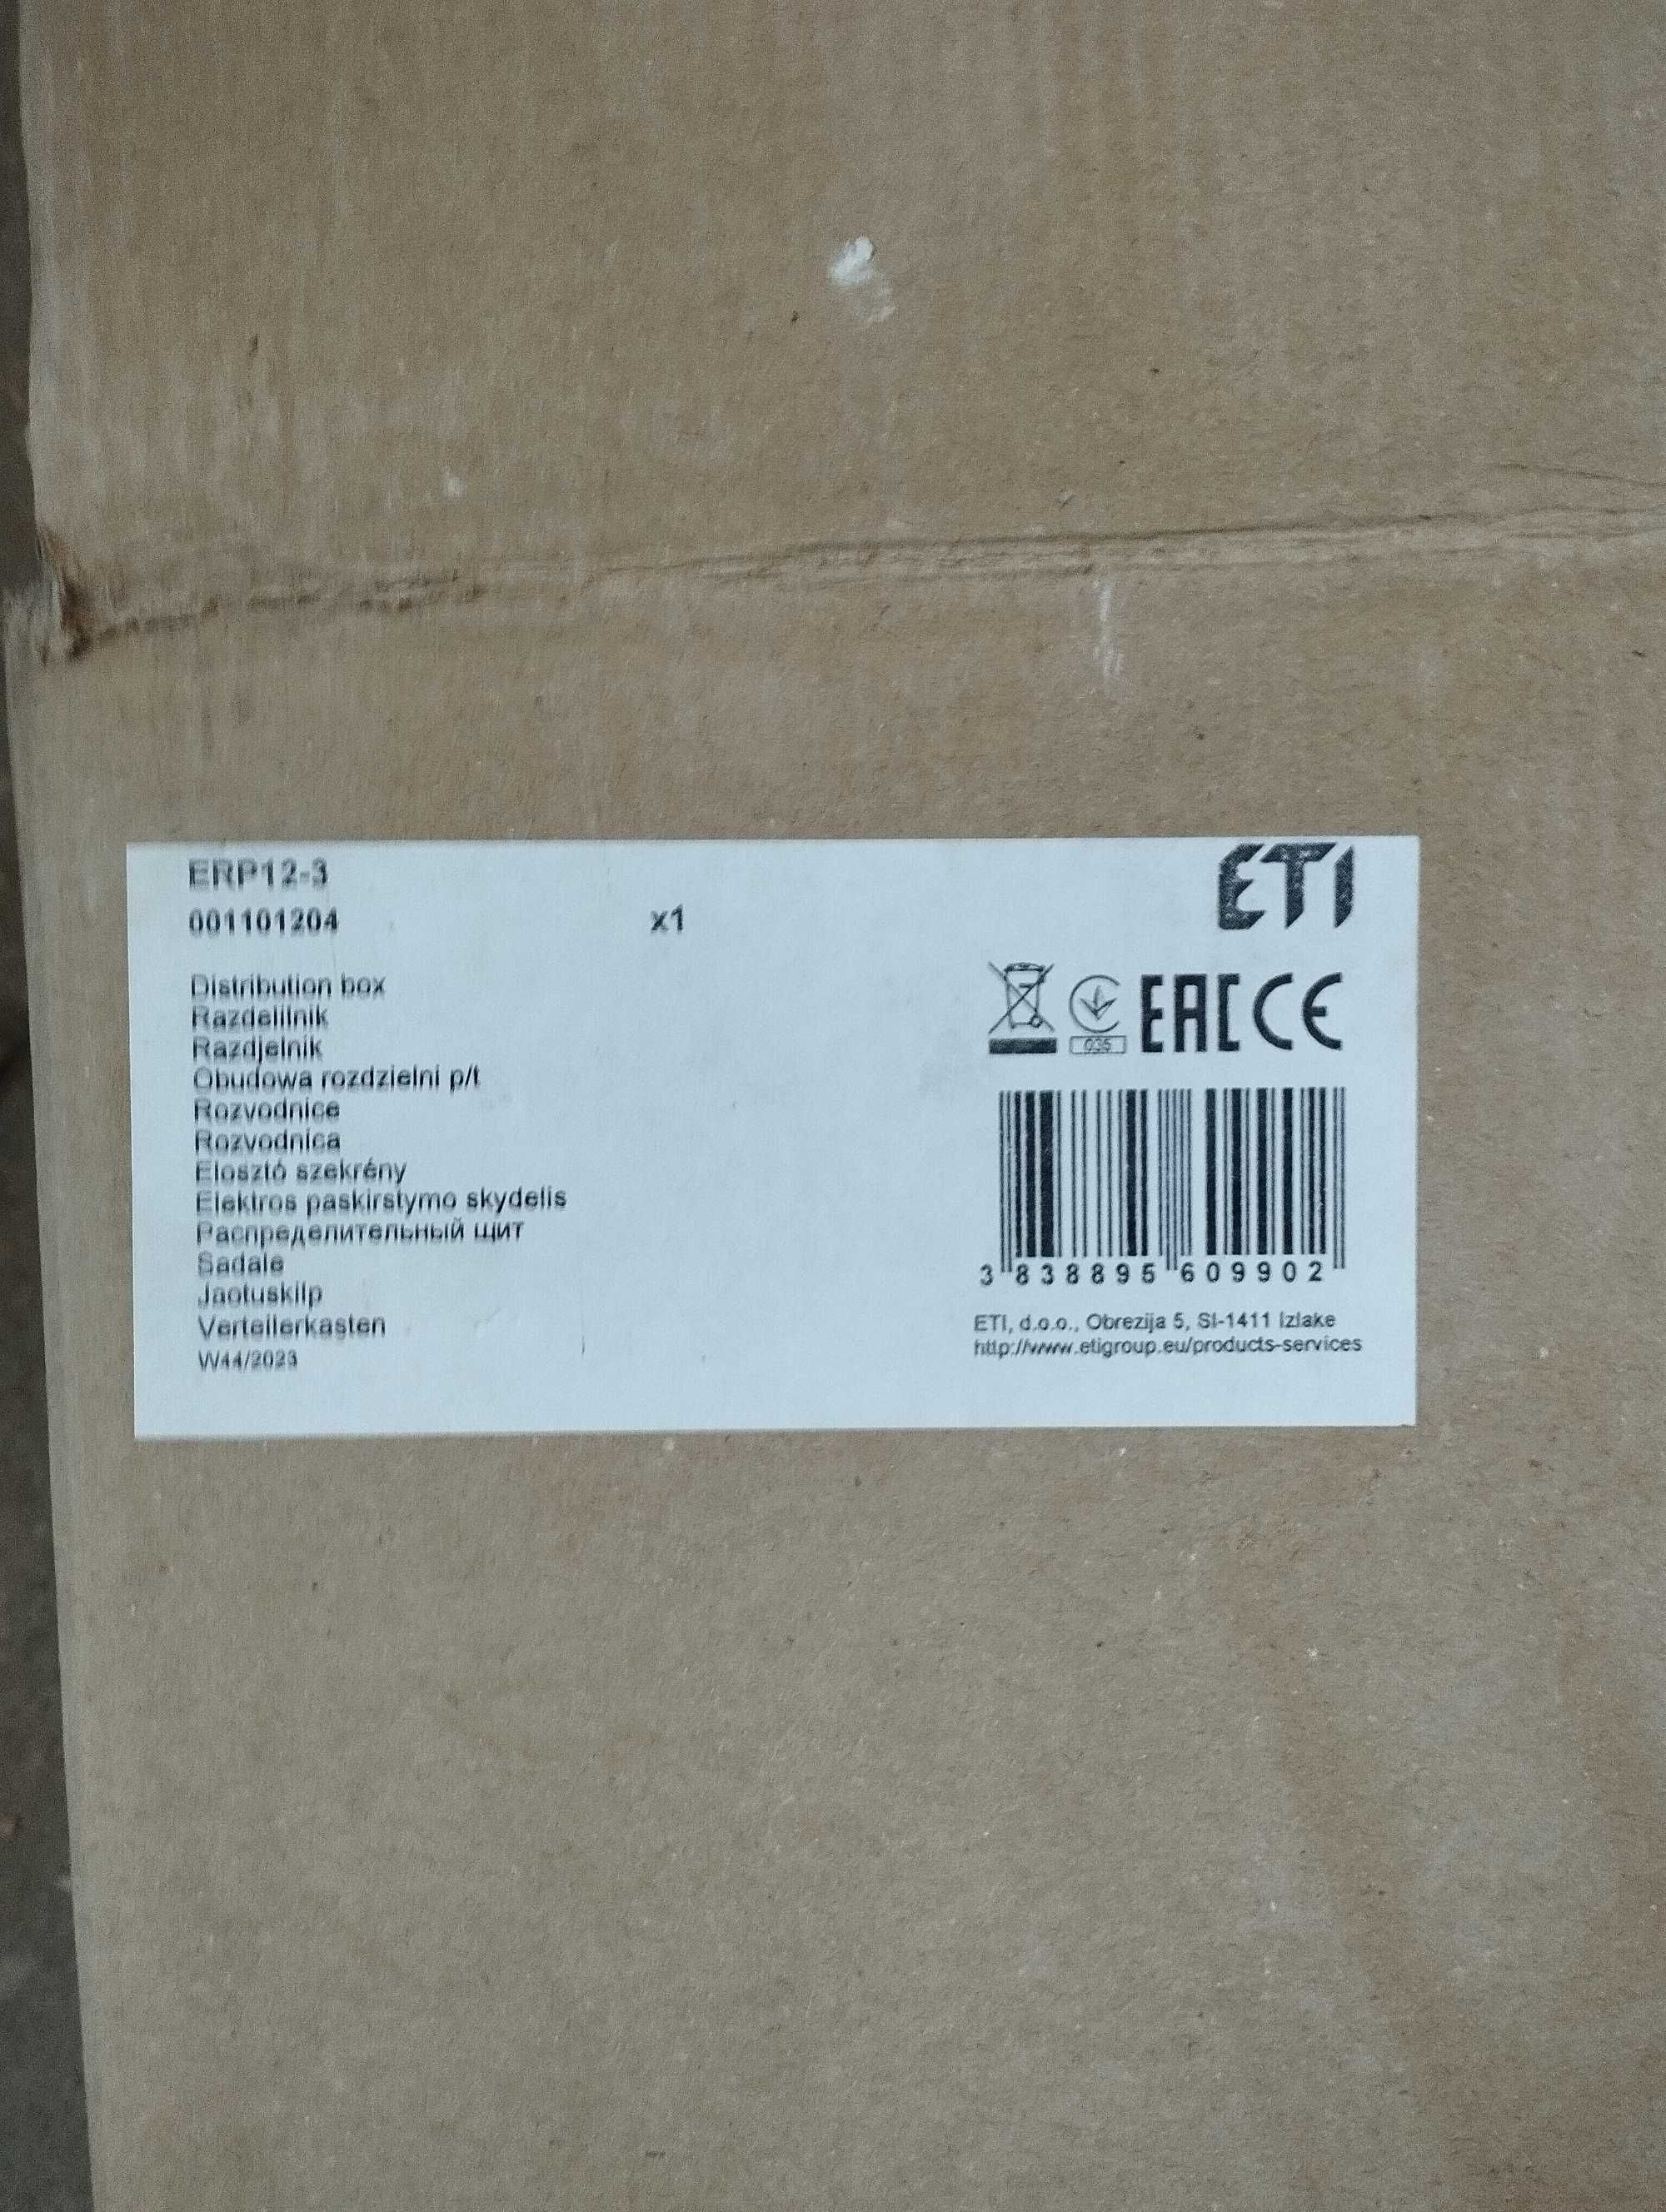 ERP12-3
001101204
x1
ETI
Distribution box
Razdelilnik
Razdjelnik
Obudowa rozdzielni p/t
Rozvodnice
Rozvodnica
Elosztó szekrény
Elektros paskirstymo skydelis
Распределительный щит
Sadale
Jaotuskilp
Verteilerkasten
W44/2023
035
EAC CE
3 838895 609902
ETI, d.o.o., Obrezija 5, SI-1411 Izlake
http://www.etigroup.eu/products-services